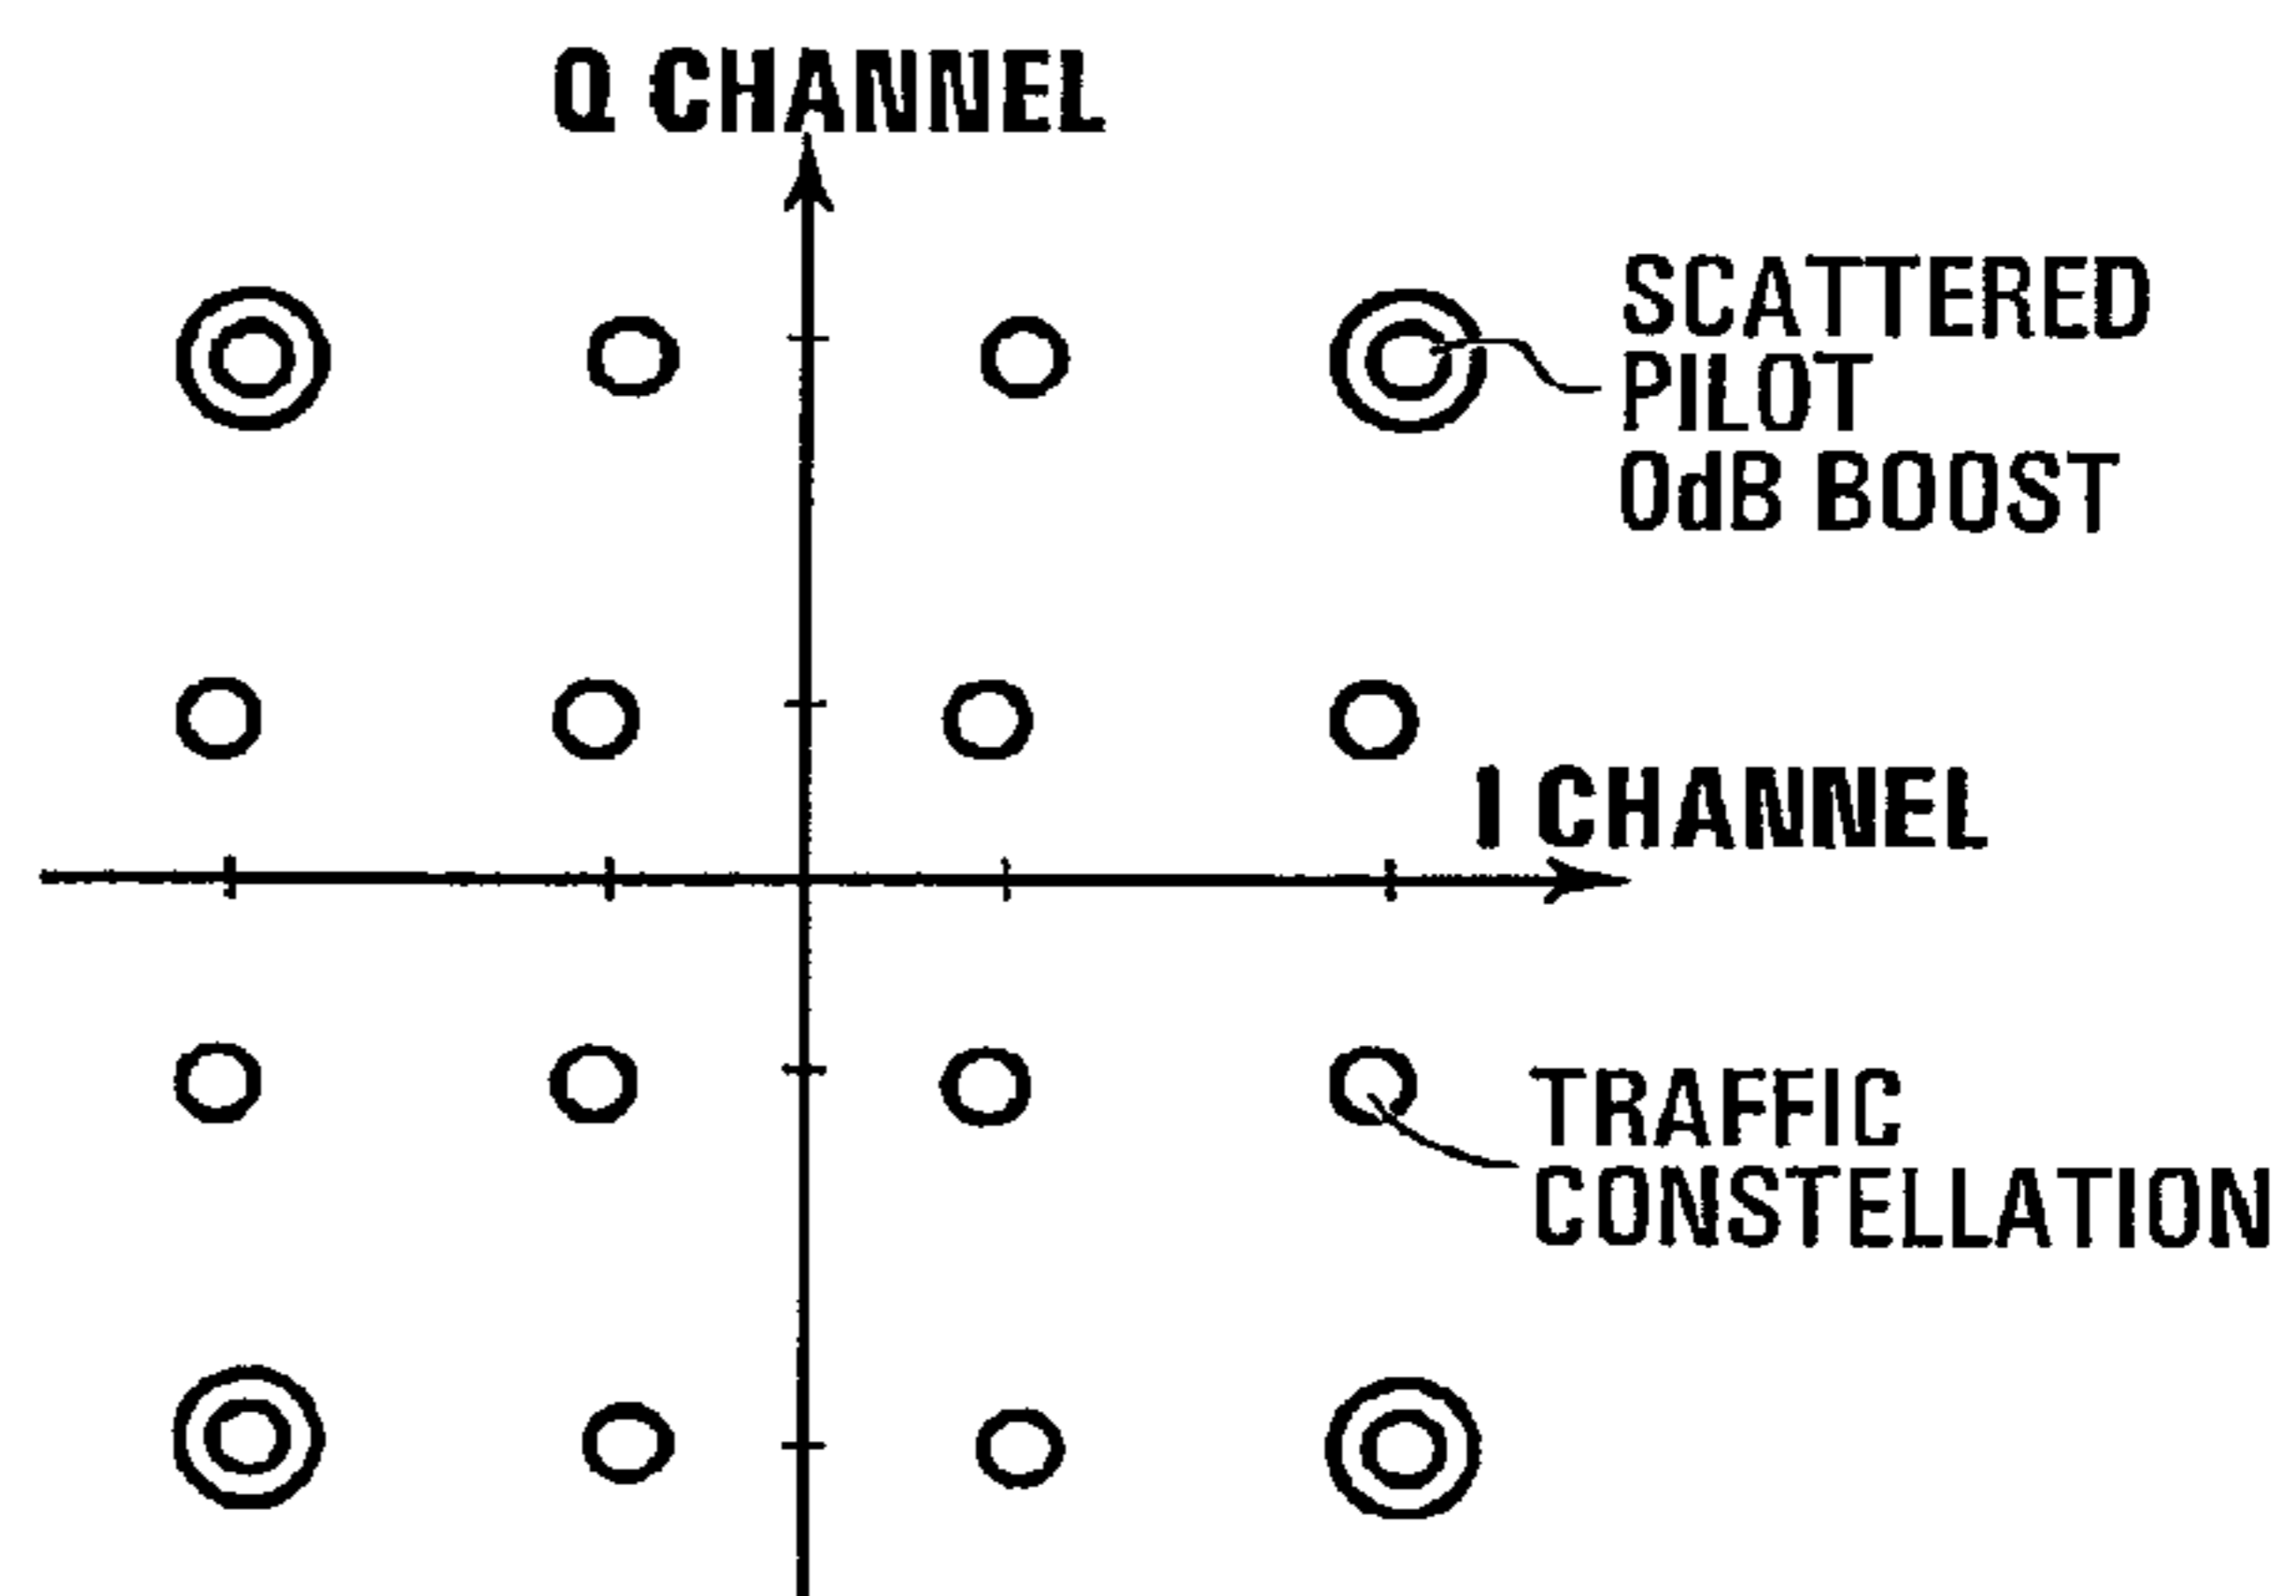 Q CHANNEL
SCATTERED
PILOT
0dB BOOST
I CHANNEL
TRAFFIC
CONSTELLATION